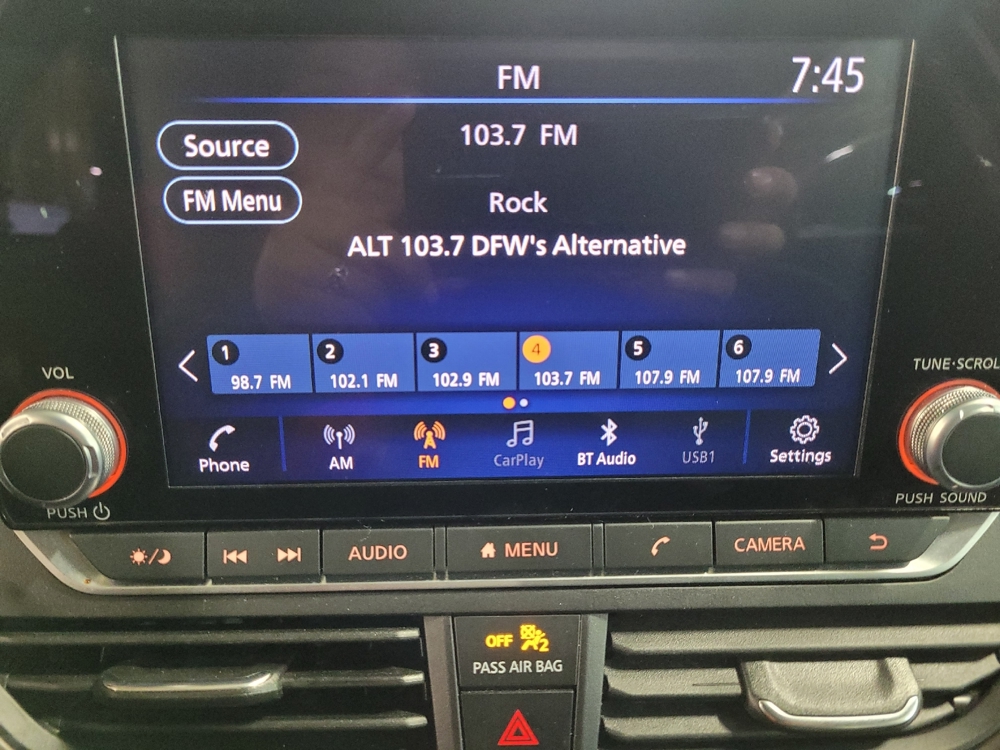 FM
7:45
Source
103.7 FM
FM Menu
Rock
ALT 103.7 DFW's Alternative
1
2
3
4
5
6
98.7 FM
102.1 FM
102.9 FM
103.7 FM
107.9 FM
107.9 FM
VOL
TUNE·SCROL
Phone
AM
FM
CarPlay
BT Audio
USB1
Settings
PUSH
PUSH SOUND
AUDIO
MENU
CAMERA
OFF 2
PASS AIR BAG